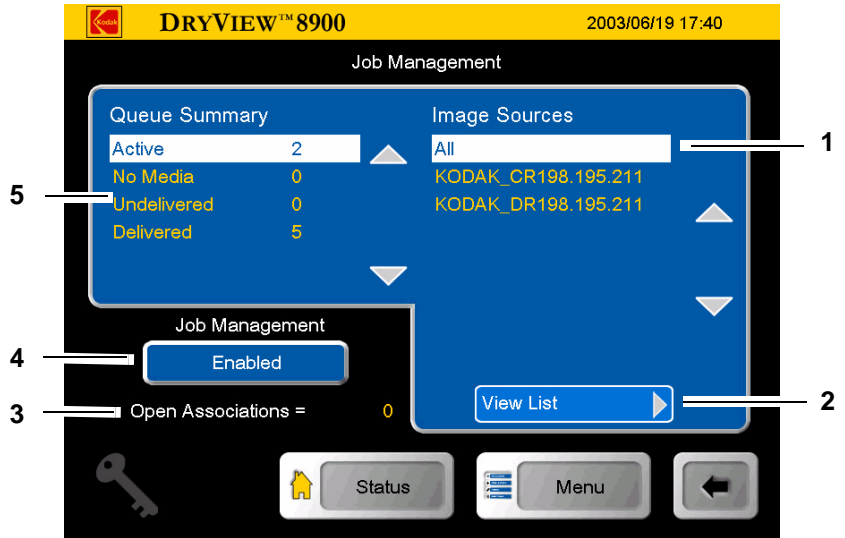 Kodak
DRYVIEW™8900
2003/06/19 17:40
Job Management
Queue Summary
Active 2
No Media 0
Undelivered 0
Delivered 5
Image Sources
All
KODAK_CR198.195.211
KODAK_DR198.195.211
Job Management
Enabled
Open Associations = 0
View List
Status
Menu
1
2
3
4
5